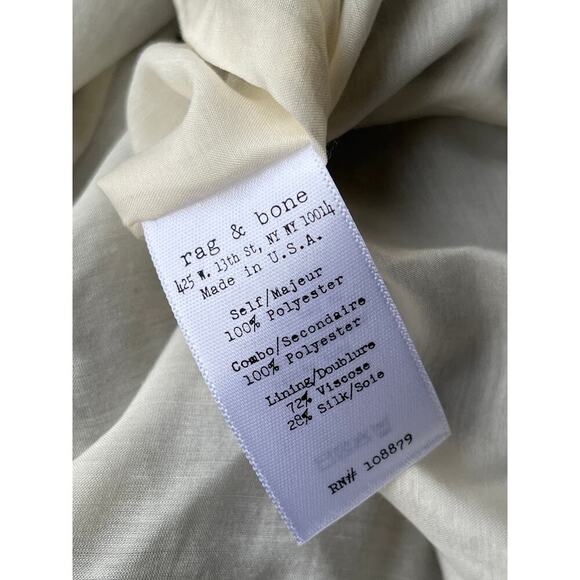 rag & bone
425 W. 13th St, NY NY 10014
Made in U.S.A.
Self/Majeur
100% Polyester
Combo/Secondaire
100% Polyester
Lining/Doublure
72% Viscose
28% Silk/Soie
RN# 108879